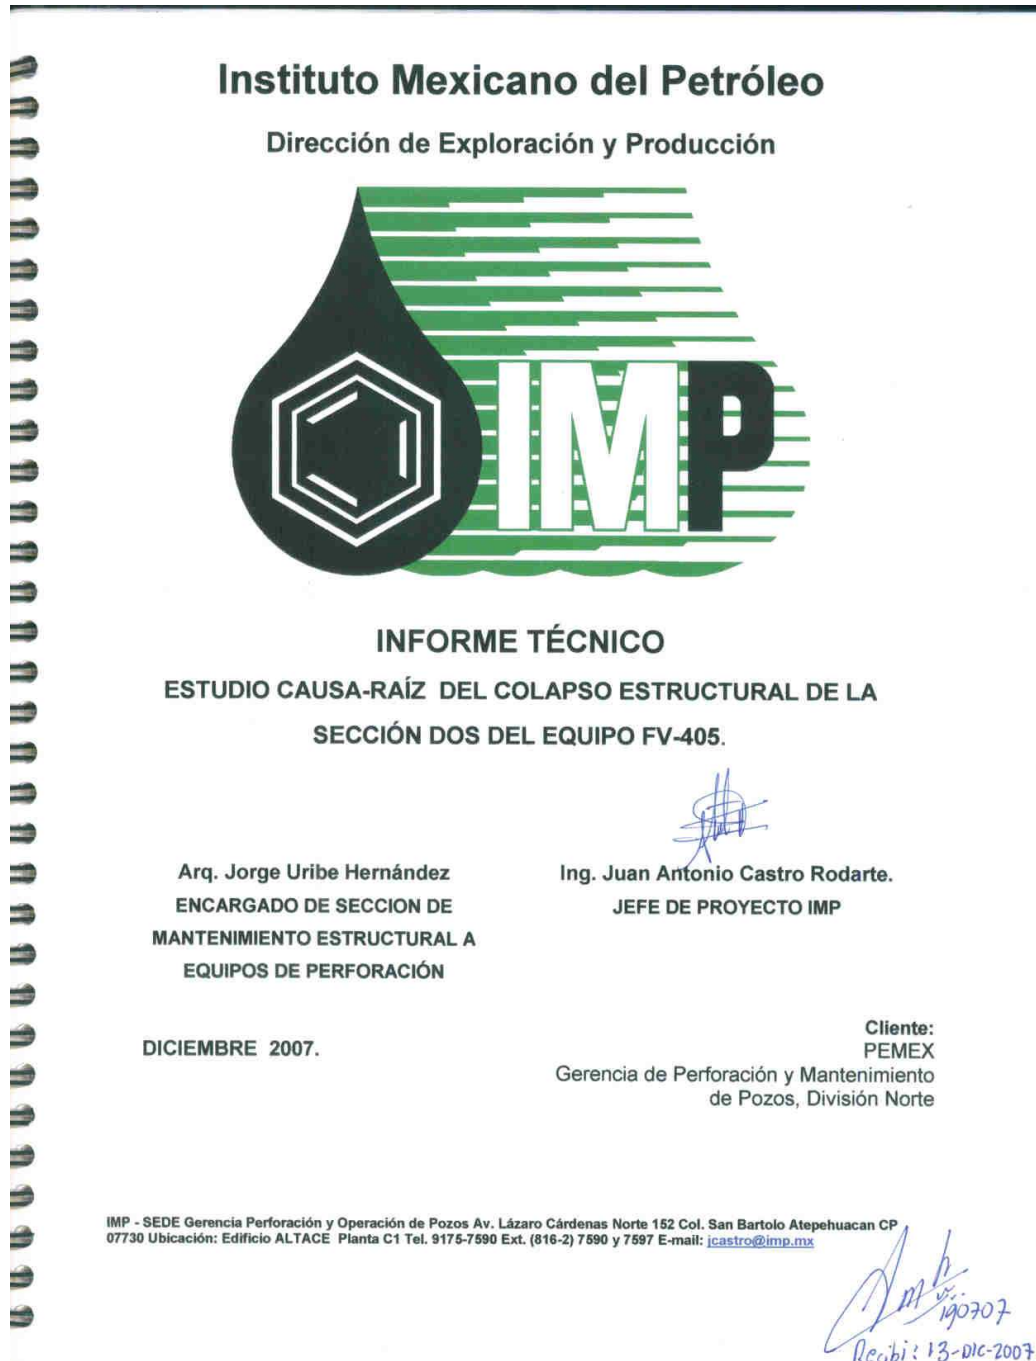 Instituto Mexicano del Petróleo
Dirección de Exploración y Producción
IMP
INFORME TÉCNICO
ESTUDIO CAUSA-RAÍZ DEL COLAPSO ESTRUCTURAL DE LA
SECCIÓN DOS DEL EQUIPO FV-405.
Arq. Jorge Uribe Hernández
ENCARGADO DE SECCION DE
MANTENIMIENTO ESTRUCTURAL A
EQUIPOS DE PERFORACIÓN
Ing. Juan Antonio Castro Rodarte.
JEFE DE PROYECTO IMP
DICIEMBRE 2007.
Cliente:
PEMEX
Gerencia de Perforación y Mantenimiento
de Pozos, División Norte
IMP - SEDE Gerencia Perforación y Operación de Pozos Av. Lázaro Cárdenas Norte 152 Col. San Bartolo Atepehuacan CP
07730 Ubicación: Edificio ALTACE Planta C1 Tel. 9175-7590 Ext. (816-2) 7590 y 7597 E-mail: jcastro@imp.mx
190707
Recibi: 13-DIC-2007